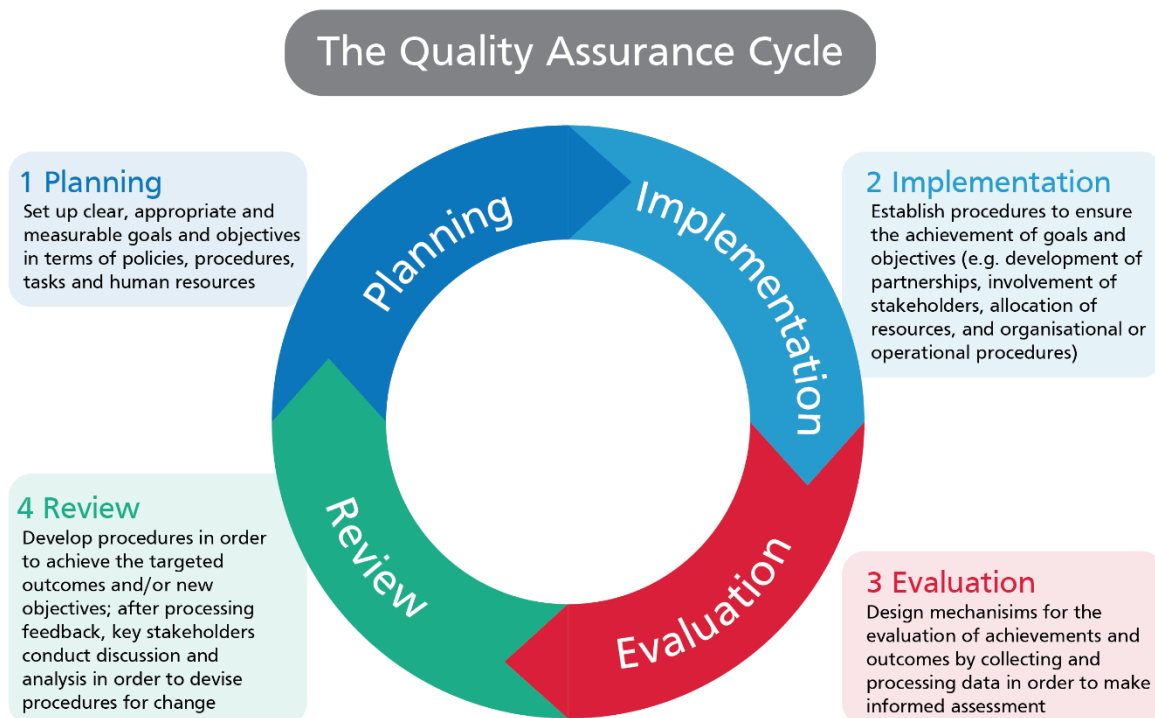 The Quality Assurance Cycle
1 Planning
Set up clear, appropriate and
measurable goals and objectives
in terms of policies, procedures,
tasks and human resources
2 Implementation
Establish procedures to ensure
the achievement of goals and
objectives (e.g. development of
partnerships, involvement of
stakeholders, allocation of
resources, and organisational or
operational procedures)
Planning
Implementation
Evaluation
Review
3 Evaluation
Design mechanisims for the
evaluation of achievements and
outcomes by collecting and
processing data in order to make
informed assessment
4 Review
Develop procedures in order
to achieve the targeted
outcomes and/or new
objectives; after processing
feedback, key stakeholders
conduct discussion and
analysis in order to devise
procedures for change